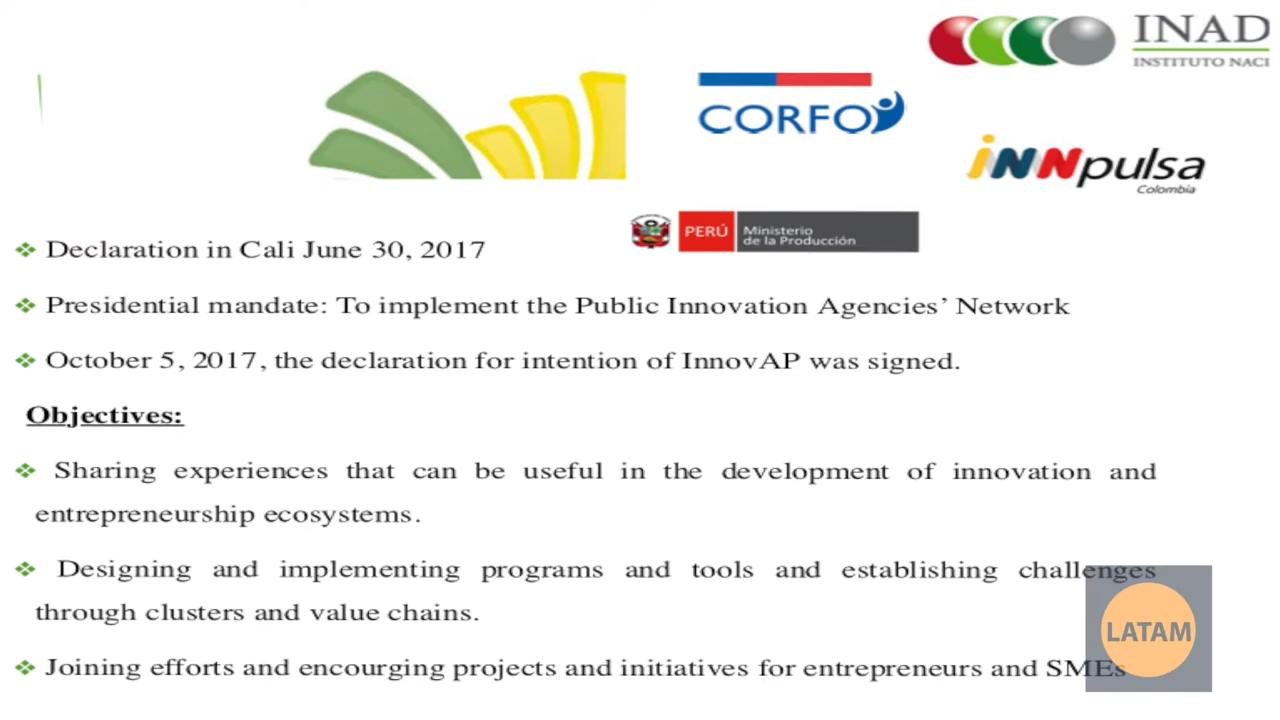 INAD
INSTITUTO NACI
CORFO
iNNpulsa
Colombia
PERÚ
Ministerio
de la Producción
Declaration in Cali June 30, 2017
Presidential mandate: To implement the Public Innovation Agencies’ Network
October 5, 2017, the declaration for intention of InnovAP was signed.
Objectives:
Sharing experiences that can be useful in the development of innovation and
entrepreneurship ecosystems.
Designing and implementing programs and tools and establishing challenges
through clusters and value chains.
LATAM
Joining efforts and encourging projects and initiatives for entrepreneurs and SMEs